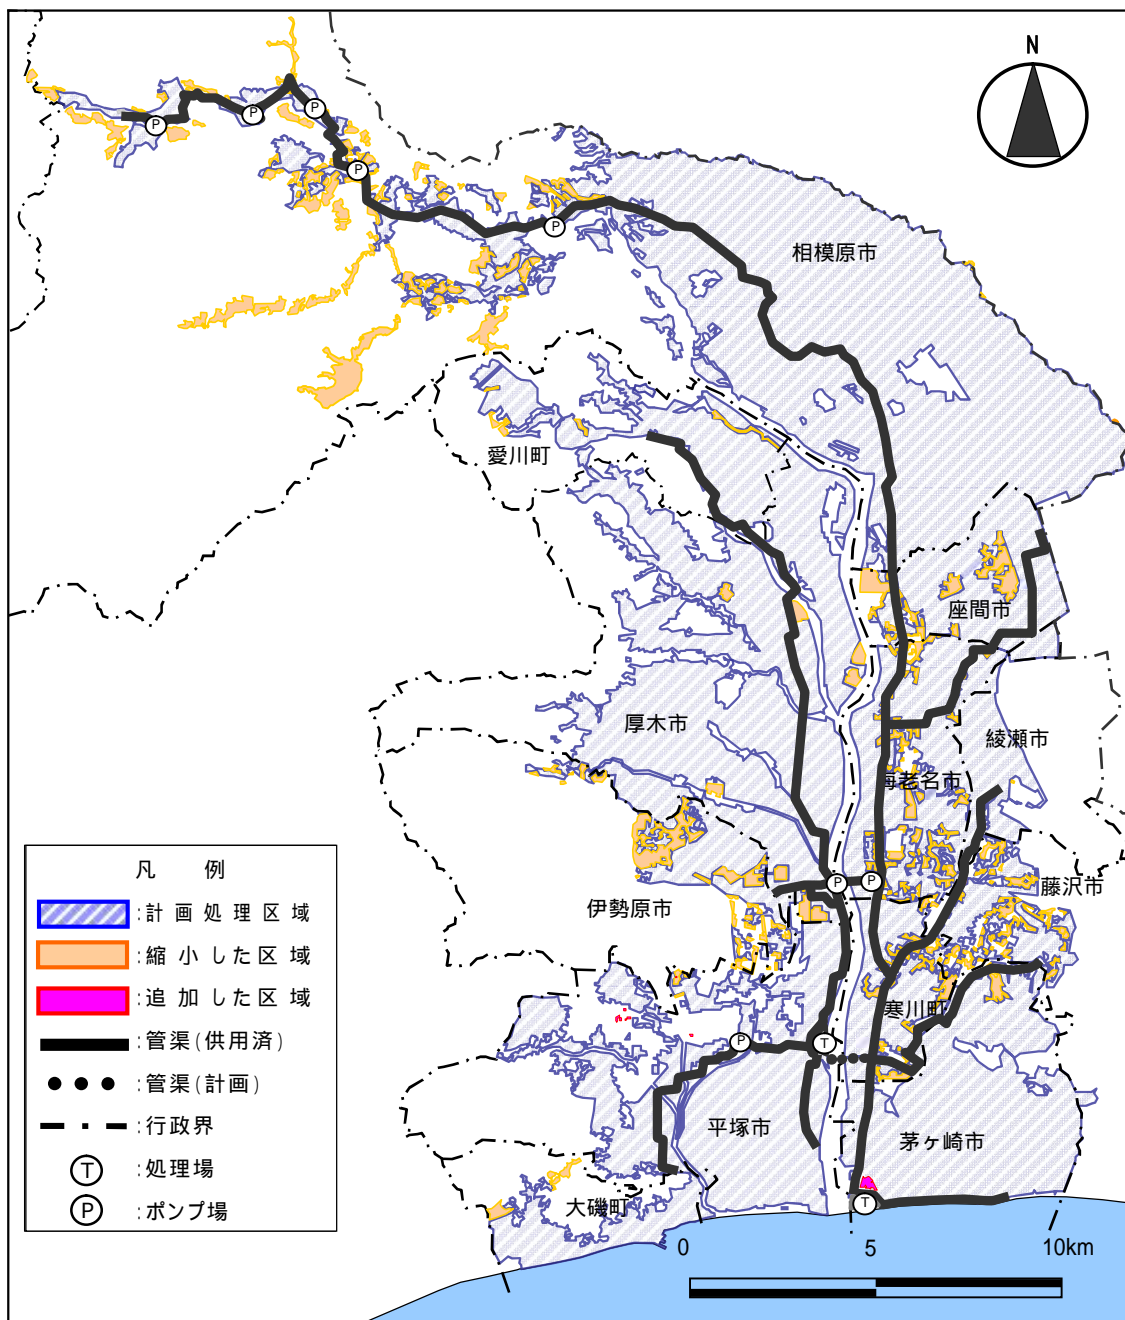 N
P
P
P
P
P
相模原市
愛川町
座間市
厚木市
綾瀬市
海老名市
藤沢市
P
P
伊勢原市
寒川町
P
T
平塚市
茅ヶ崎市
大磯町
T
凡 例
:計画処理区域
:縮小した区域
:追加した区域
:管渠(供用済)
:管渠(計画)
:行政界
T :処理場
P :ポンプ場
0 5 10km